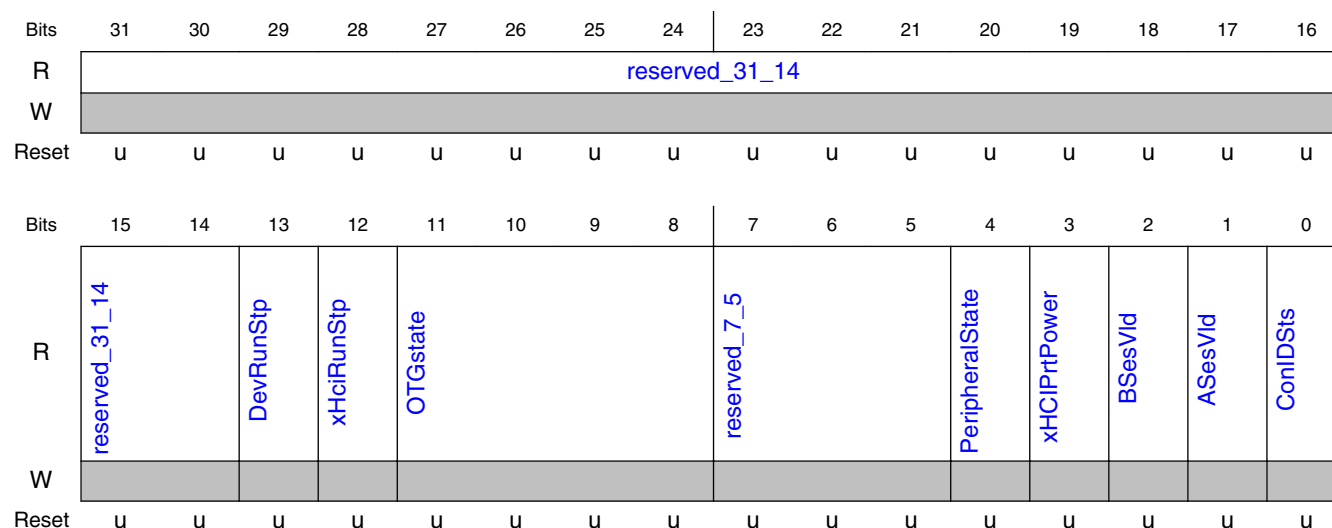 Bits 31 30 29 28 27 26 25 24 23 22 21 20 19 18 17 16
R reserved_31_14
W
Reset u u u u u u u u u u u u u u u u
Bits 15 14 13 12 11 10 9 8 7 6 5 4 3 2 1 0
R reserved_31_14 DevRunStp xHciRunStp OTGstate reserved_7_5 PeripheralState xHCIPrtPower BSesVld ASesVld ConIDSts
W
Reset u u u u u u u u u u u u u u u u